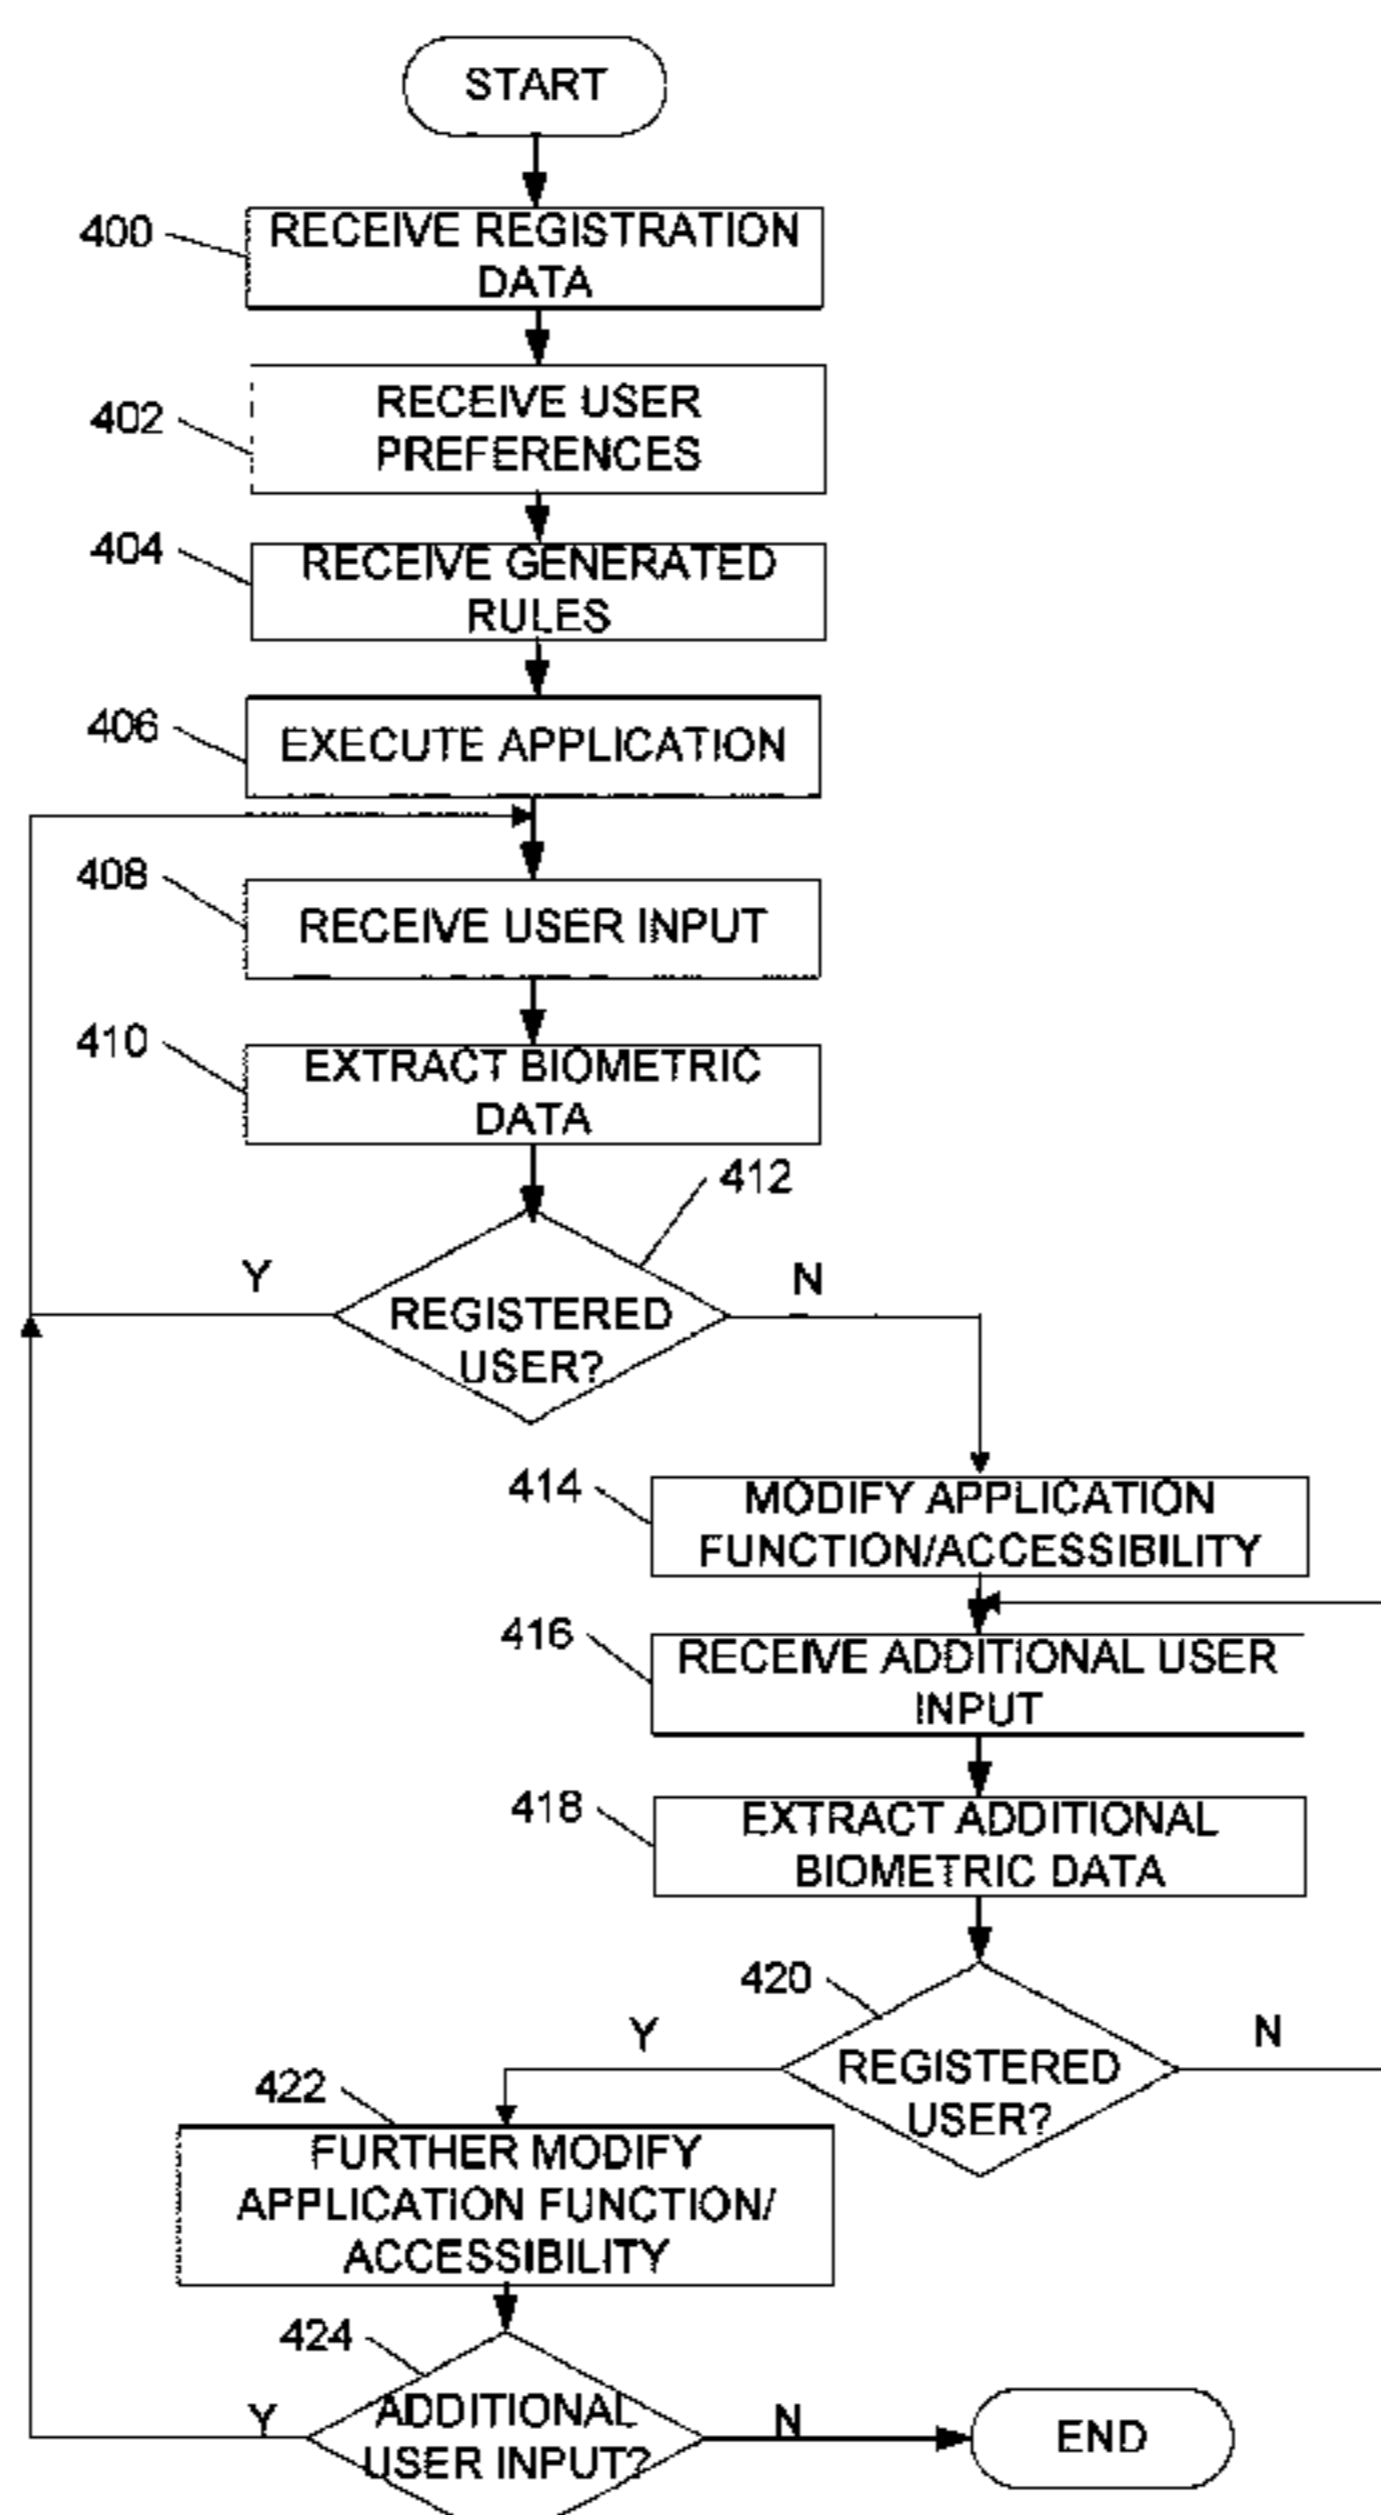 START
400
RECEIVE REGISTRATION
DATA
402
RECEIVE USER
PREFERENCES
404
RECEIVE GENERATED
RULES
406
EXECUTE APPLICATION
408
RECEIVE USER INPUT
410
EXTRACT BIOMETRIC
DATA
412
Y
N
REGISTERED
USER?
414
MODIFY APPLICATION
FUNCTION/ACCESSIBILITY
416
RECEIVE ADDITIONAL USER
INPUT
418
EXTRACT ADDITIONAL
BIOMETRIC DATA
420
Y
N
REGISTERED
USER?
422
FURTHER MODIFY
APPLICATION FUNCTION/
ACCESSIBILITY
424
Y
ADDITIONAL
USER INPUT?
N
END